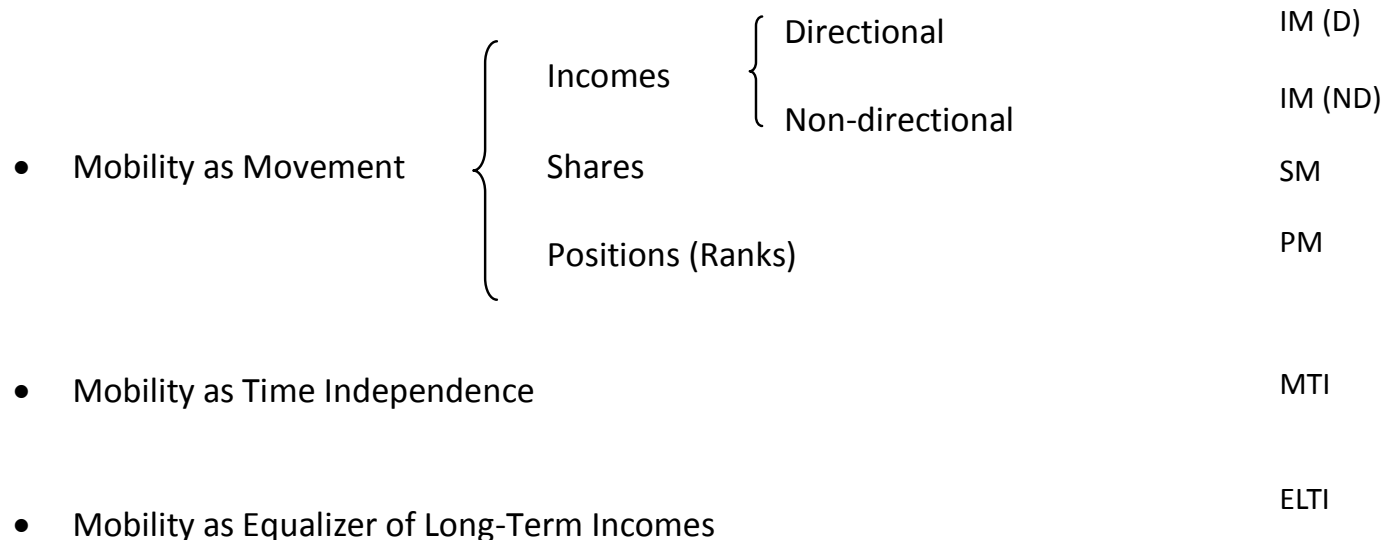 Directional IM (D)
Incomes
Non-directional IM (ND)
• Mobility as Movement Shares SM
Positions (Ranks) PM
• Mobility as Time Independence MTI
• Mobility as Equalizer of Long-Term Incomes ELTI